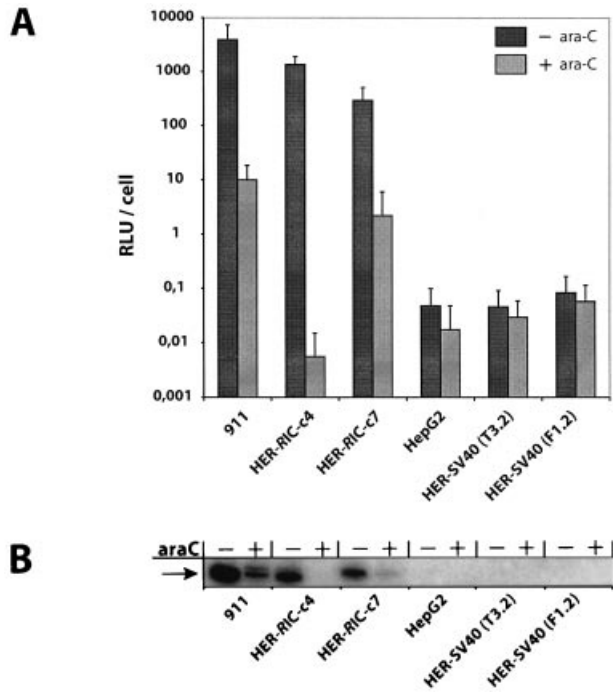 A
10000
1000
100
10
1
0,1
0,01
0,001
RLU / cell
− ara-C
+ ara-C
911
HER-RIC-c4
HER-RIC-c7
HepG2
HER-SV40 (T3.2)
HER-SV40 (F1.2)
B
araC − + − + − + − + − + − +
911
HER-RIC-c4
HER-RIC-c7
HepG2
HER-SV40 (T3.2)
HER-SV40 (F1.2)